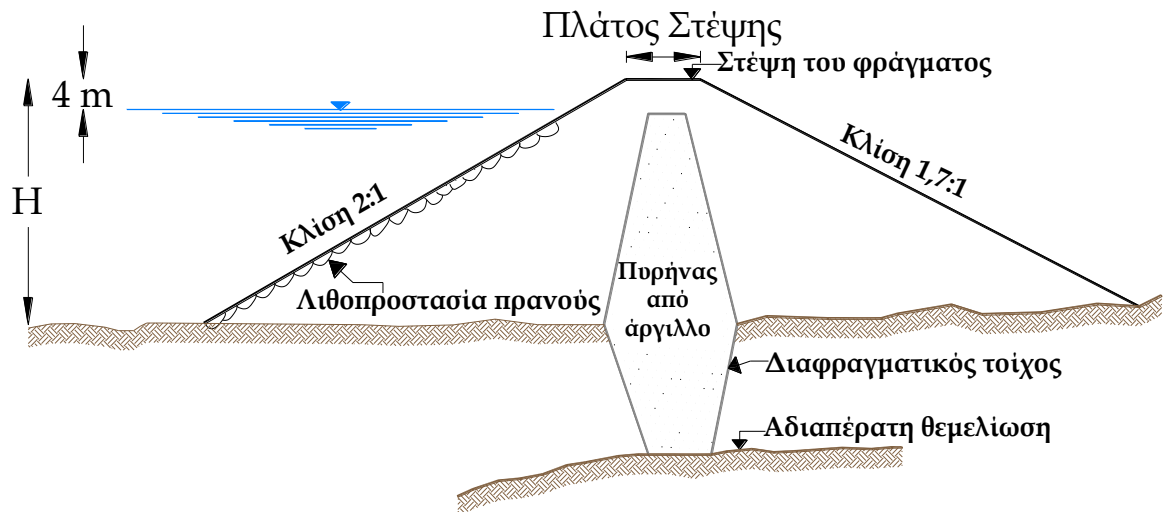 Πλάτος Στέψης
Στέψη του φράγματος
4 m
H
Κλίση 2:1
Κλίση 1,7:1
Λιθοπροστασία πρανούς
Πυρήνας
από
άργιλλο
Διαφραγματικός τοίχος
Αδιαπέρατη θεμελίωση